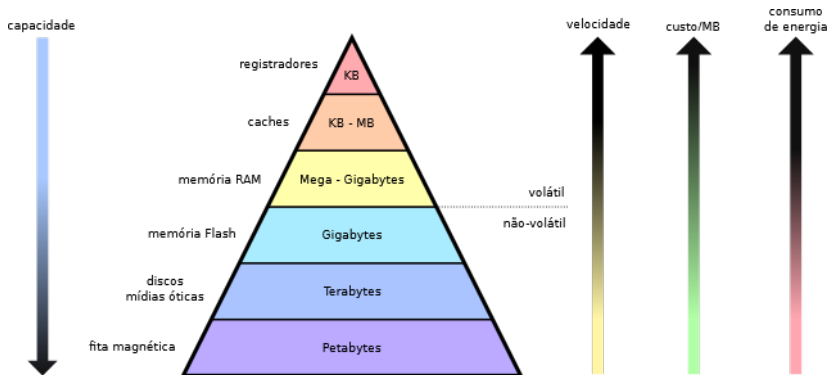 capacidade
velocidade
custo/MB
consumo
de energia
registradores
KB
caches
KB - MB
memória RAM
Mega - Gigabytes
volátil
não-volátil
memória Flash
Gigabytes
discos
mídias óticas
Terabytes
fita magnética
Petabytes